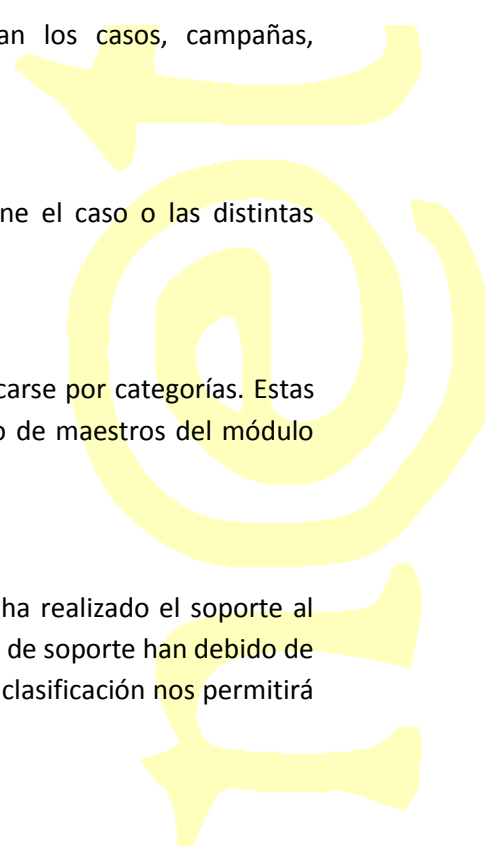 an los casos, campañas,
ne el caso o las distintas
carse por categorías. Estas
o de maestros del módulo
ha realizado el soporte al
de soporte han debido de
clasificación nos permitirá
n@t